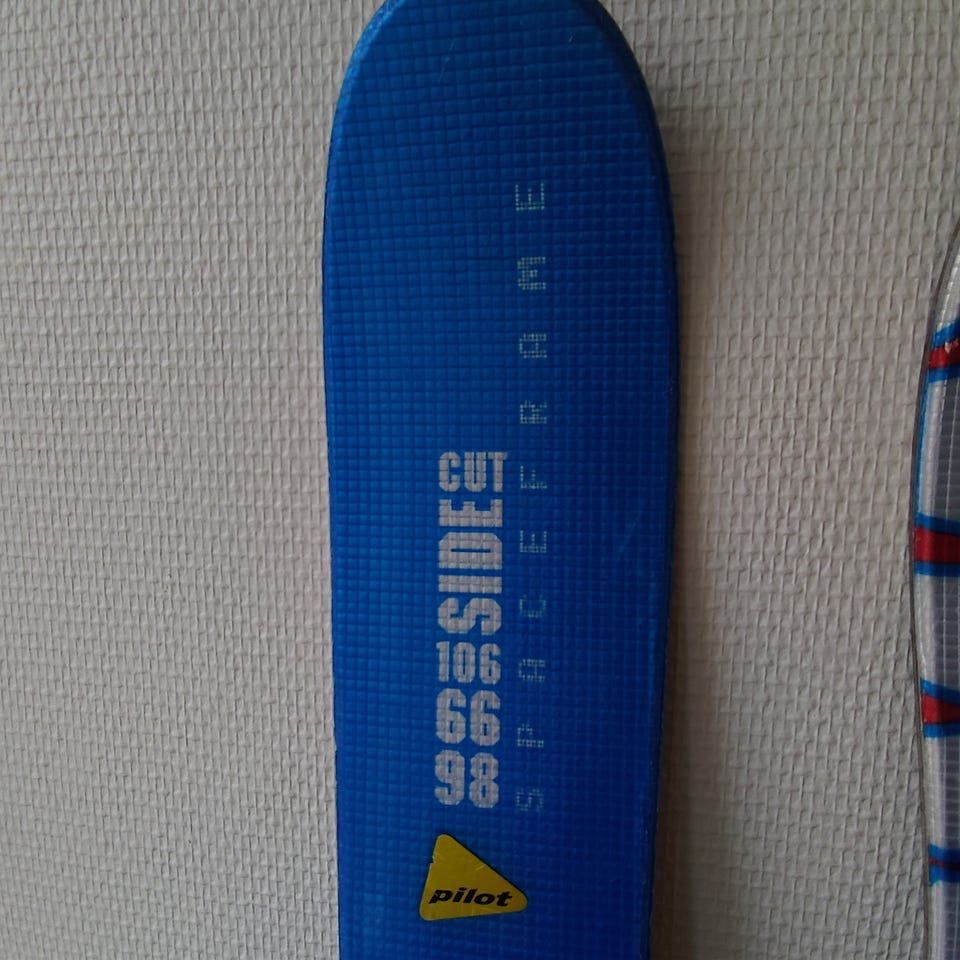 CUT
SIDE
106
66
98
SPACEFRAME
pilot